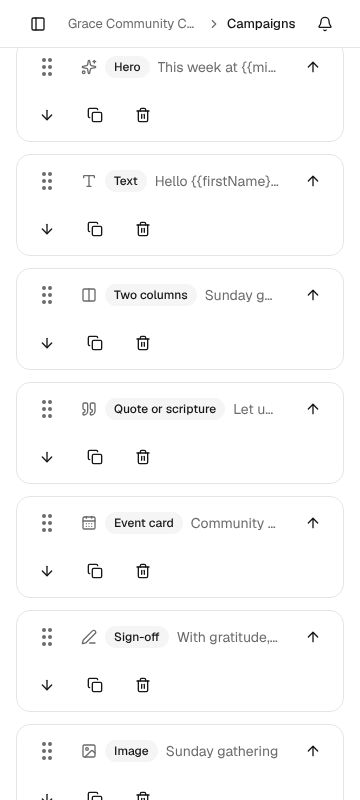 Grace Community C... Campaigns
Hero This week at {{mi...
Text Hello {{firstName}...
Two columns Sunday g...
Quote or scripture Let u...
Event card Community ...
Sign-off With gratitude,...
Image Sunday gathering